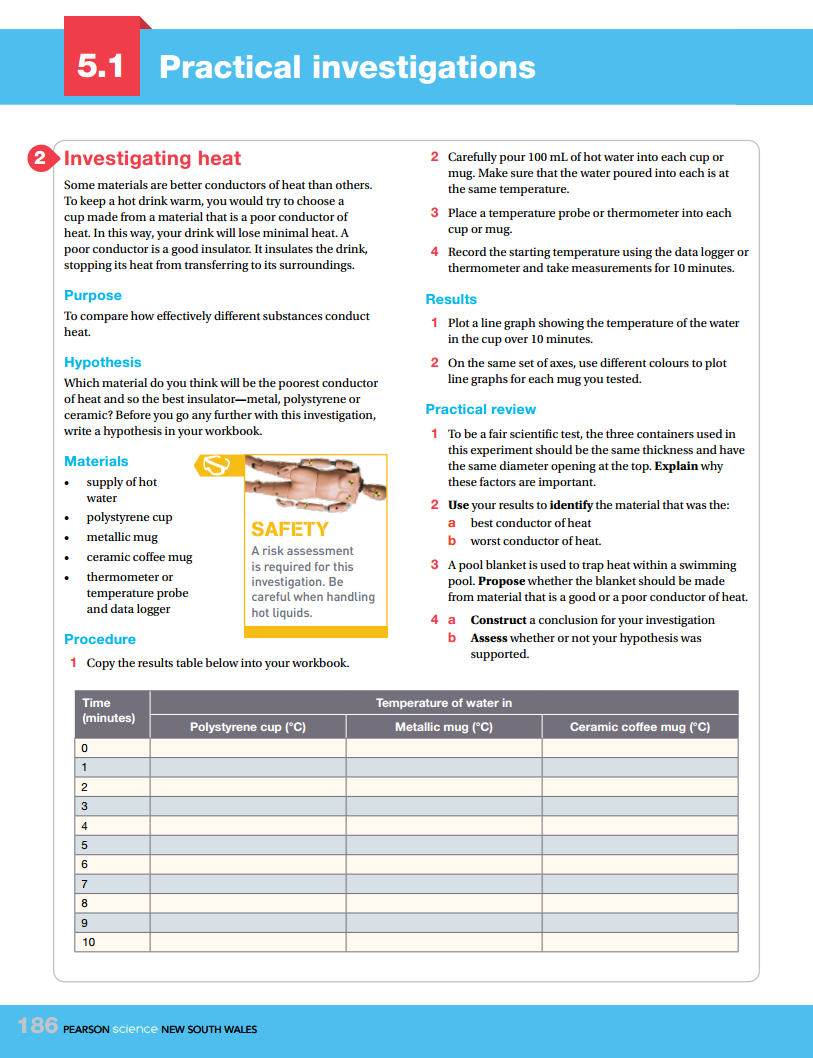 5.1 Practical investigations
2 Investigating heat
Some materials are better conductors of heat than others.
To keep a hot drink warm, you would try to choose a
cup made from a material that is a poor conductor of
heat. In this way, your drink will lose minimal heat. A
poor conductor is a good insulator. It insulates the drink,
stopping its heat from transferring to its surroundings.
Purpose
To compare how effectively different substances conduct
heat.
Hypothesis
Which material do you think will be the poorest conductor
of heat and so the best insulator—metal, polystyrene or
ceramic? Before you go any further with this investigation,
write a hypothesis in your workbook.
Materials
• supply of hot
water
• polystyrene cup
• metallic mug
• ceramic coffee mug
• thermometer or
temperature probe
and data logger
SAFETY
A risk assessment
is required for this
investigation. Be
careful when handling
hot liquids.
Procedure
1 Copy the results table below into your workbook.
2 Carefully pour 100 mL of hot water into each cup or
mug. Make sure that the water poured into each is at
the same temperature.
3 Place a temperature probe or thermometer into each
cup or mug.
4 Record the starting temperature using the data logger or
thermometer and take measurements for 10 minutes.
Results
1 Plot a line graph showing the temperature of the water
in the cup over 10 minutes.
2 On the same set of axes, use different colours to plot
line graphs for each mug you tested.
Practical review
1 To be a fair scientific test, the three containers used in
this experiment should be the same thickness and have
the same diameter opening at the top. Explain why
these factors are important.
2 Use your results to identify the material that was the:
a best conductor of heat
b worst conductor of heat.
3 A pool blanket is used to trap heat within a swimming
pool. Propose whether the blanket should be made
from material that is a good or a poor conductor of heat.
4 a Construct a conclusion for your investigation
b Assess whether or not your hypothesis was
supported.
Time
(minutes)
Temperature of water in
Polystyrene cup (°C) Metallic mug (°C) Ceramic coffee mug (°C)
0
1
2
3
4
5
6
7
8
9
10
186 PEARSON science NEW SOUTH WALES